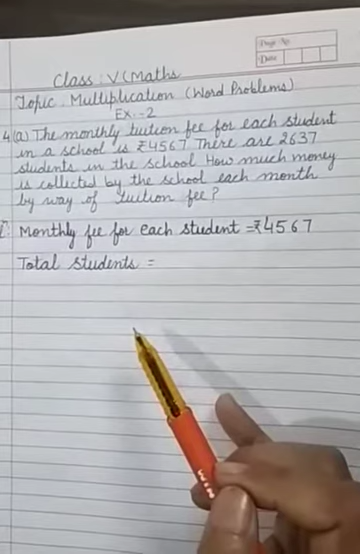 Page No.
Date
Class : V (Maths
Topic : Multiplication (Word Problems)
Ex :- 2
4.(a) The monthly tution fee for each student
in a school is ₹4567. There are 2637
students in the school How much money
is collected by the school each month
by way of tuition fee?
Monthly fee for each student =₹4567
Total students =